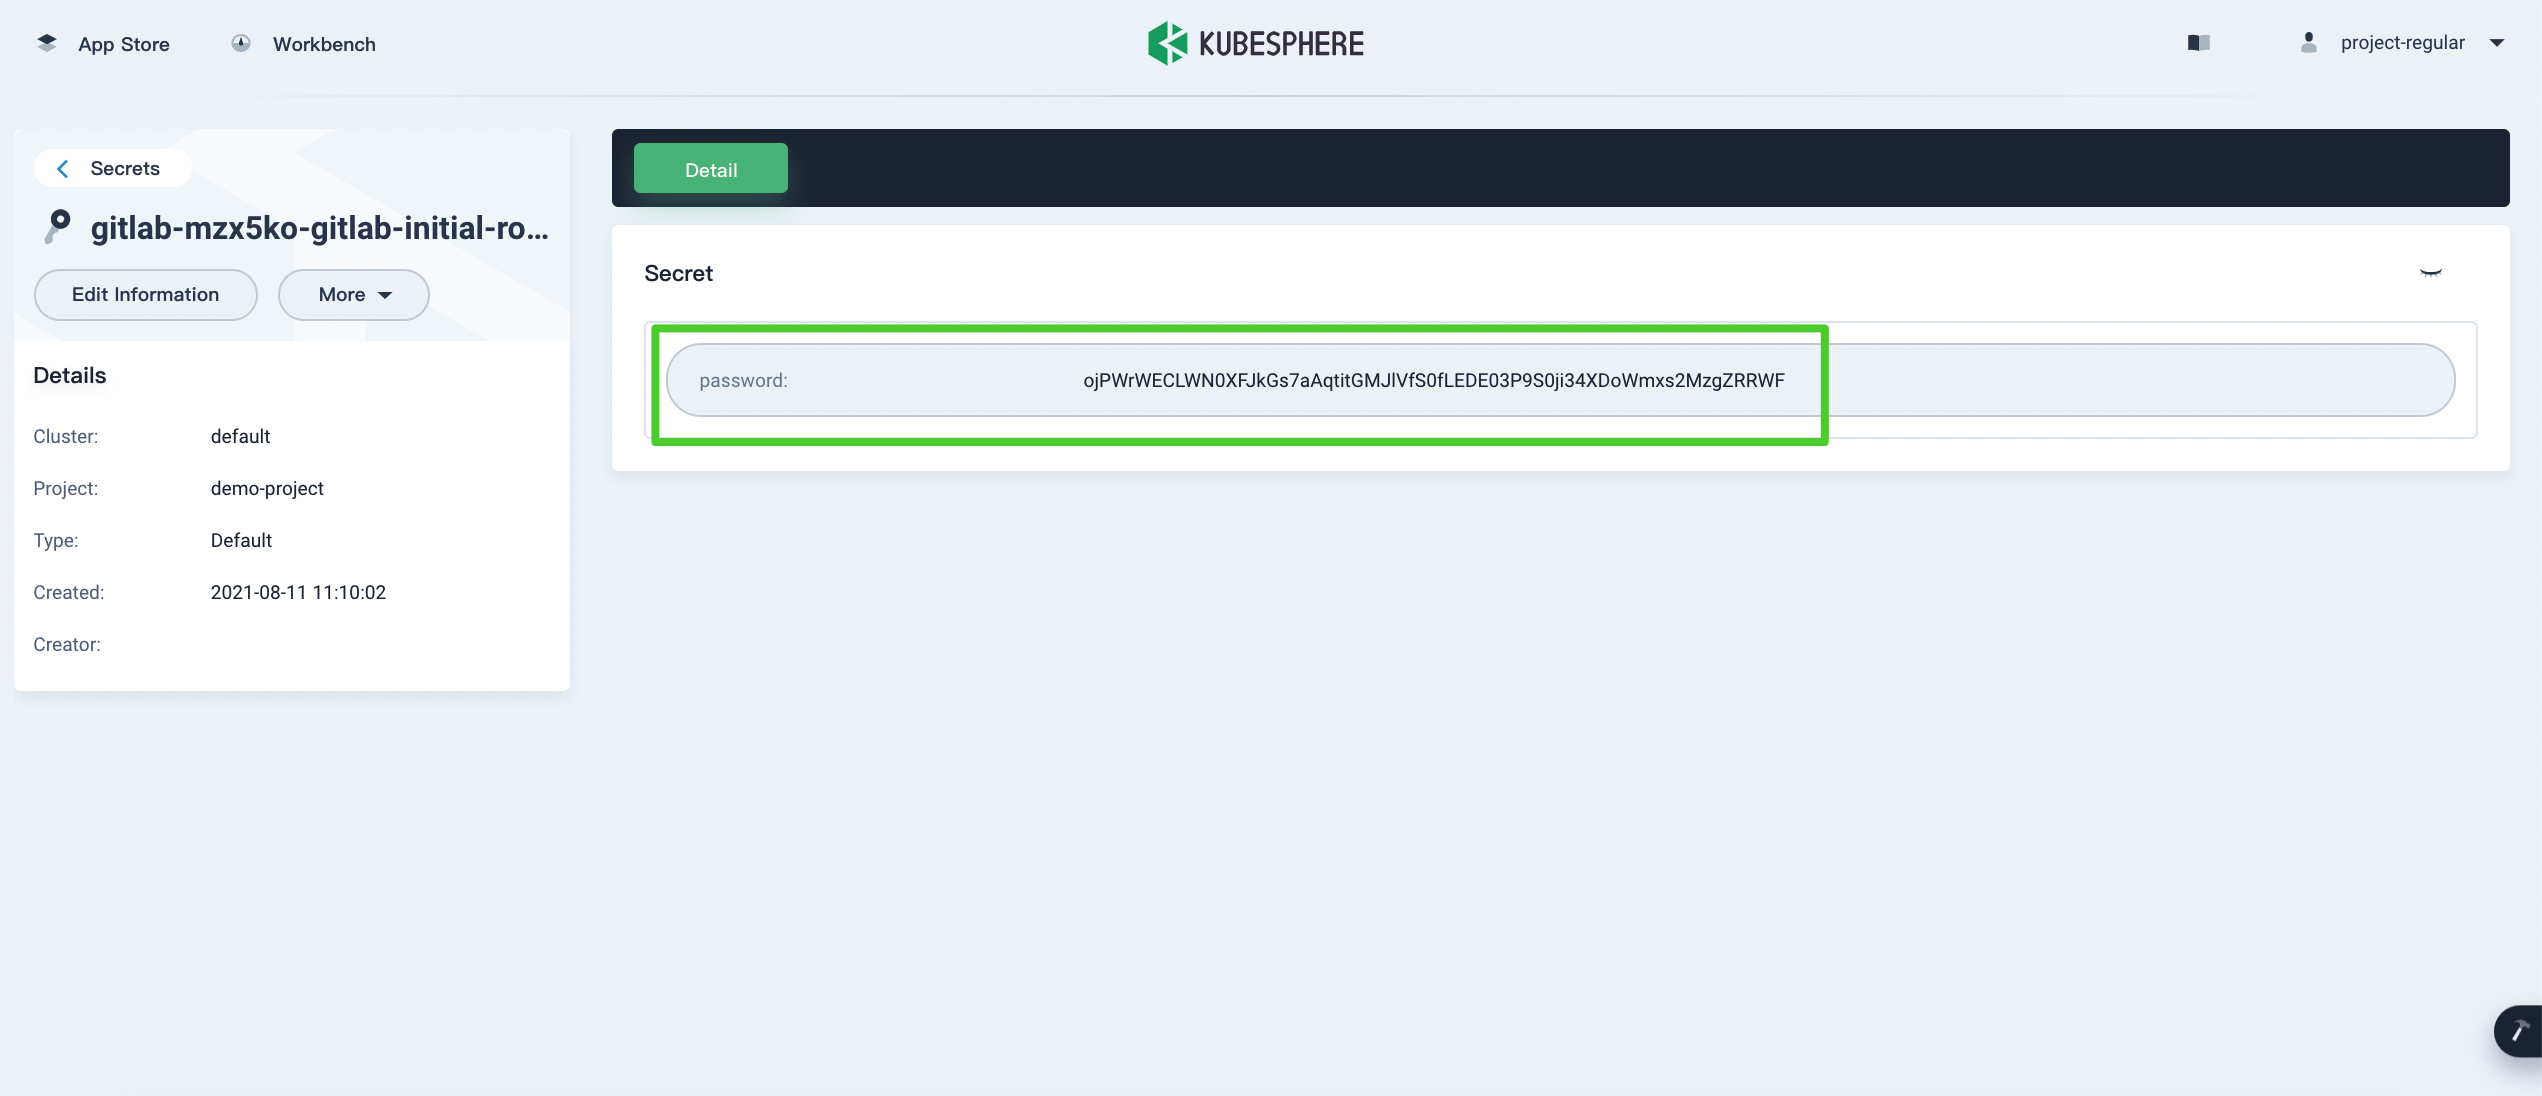 App Store
Workbench
KUBESPHERE
project-regular
Secrets
gitlab-mzx5ko-gitlab-initial-ro...
Edit Information
More
Details
Cluster: default
Project: demo-project
Type: Default
Created: 2021-08-11 11:10:02
Creator:
Detail
Secret
password: ojPWrWECLWN0XFJkGs7aAqtitGMJlVfS0fLEDE03P9S0ji34XDoWmxs2MzgZRRWF